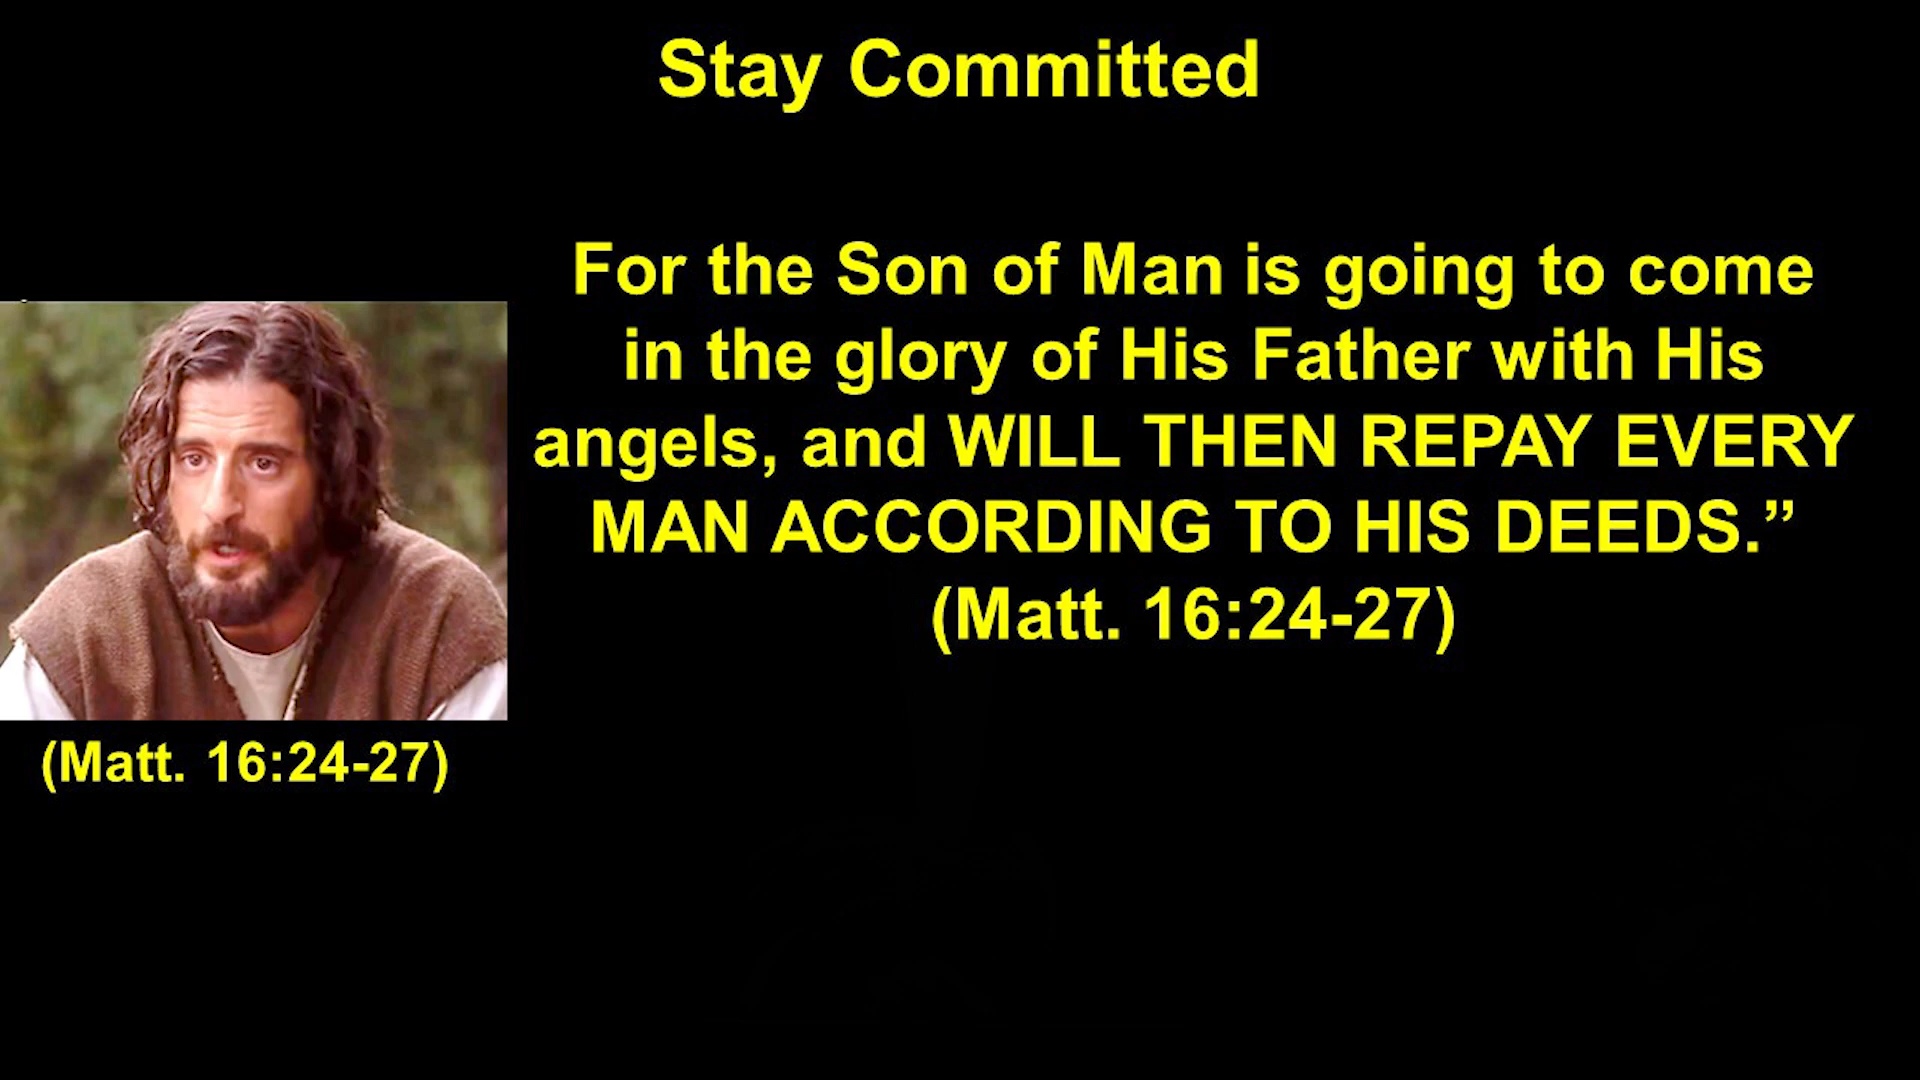 Stay Committed
For the Son of Man is going to come
in the glory of His Father with His
angels, and WILL THEN REPAY EVERY
MAN ACCORDING TO HIS DEEDS.”
(Matt. 16:24-27)
(Matt. 16:24-27)